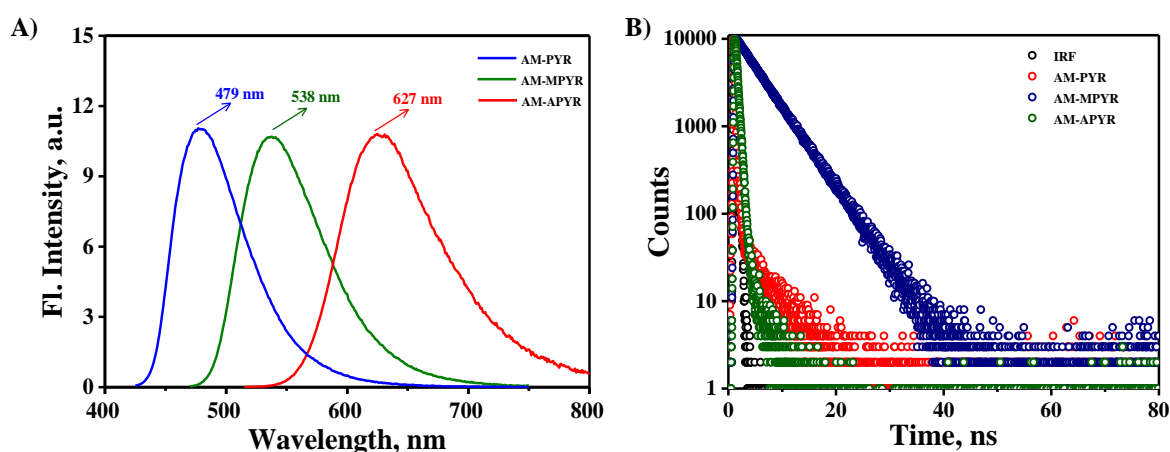 A)
Fl. Intensity, a.u.
15
12
9
6
3
0
479 nm
538 nm
627 nm
AM-PYR
AM-MPYR
AM-APYR
400 500 600 700 800
Wavelength, nm
B)
Counts
10000
1000
100
10
1
IRF
AM-PYR
AM-MPYR
AM-APYR
0 20 40 60 80
Time, ns